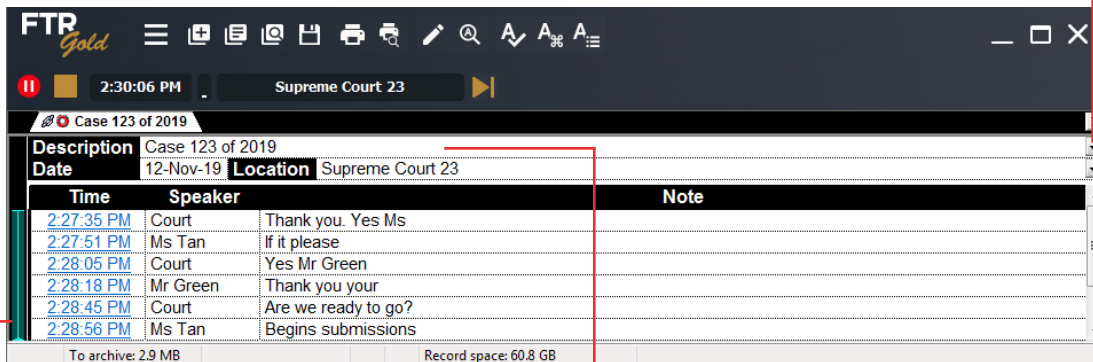 FTR
Gold
2:30:06 PM - Supreme Court 23
Case 123 of 2019
Description Case 123 of 2019
Date 12-Nov-19 Location Supreme Court 23
Time Speaker Note
2:27:35 PM Court Thank you. Yes Ms
2:27:51 PM Ms Tan If it please
2:28:05 PM Court Yes Mr Green
2:28:18 PM Mr Green Thank you your
2:28:45 PM Court Are we ready to go?
2:28:56 PM Ms Tan Begins submissions
To archive: 2.9 MB Record space: 60.8 GB